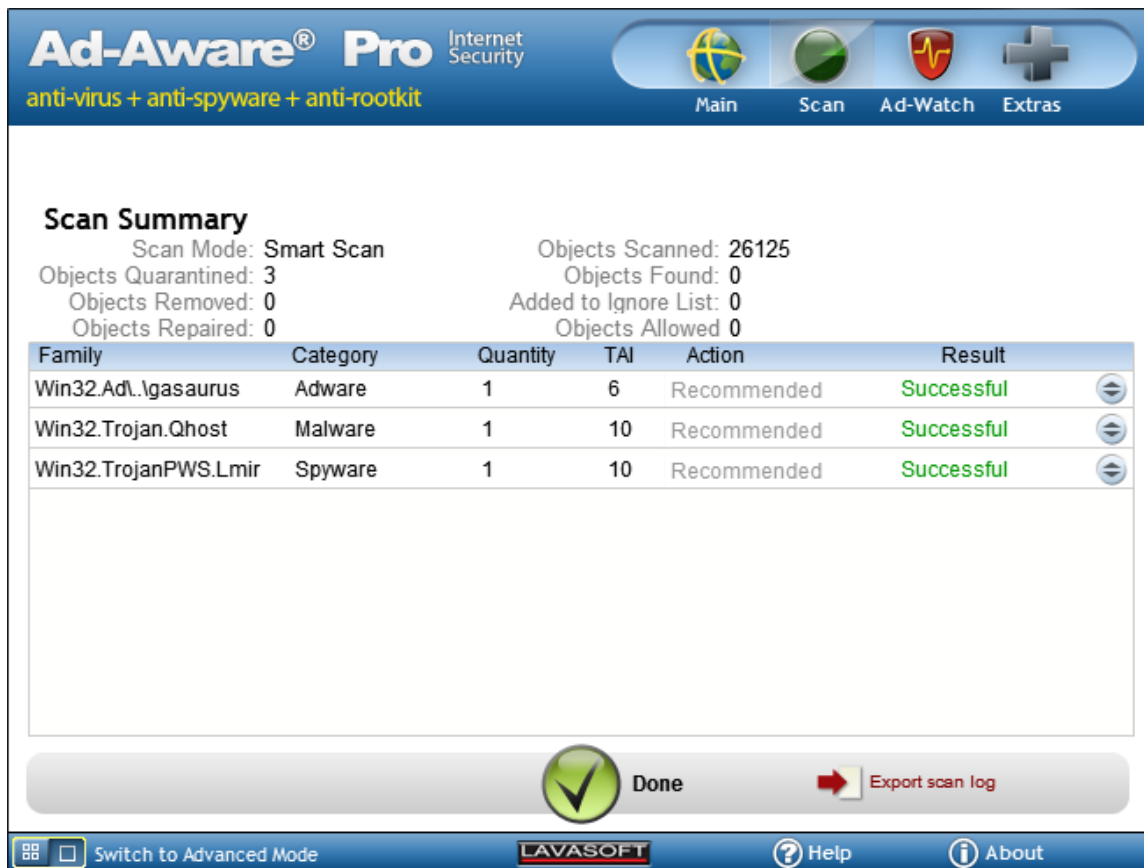 Ad-Aware® Pro Internet Security
anti-virus + anti-spyware + anti-rootkit
Main Scan Ad-Watch Extras
Scan Summary
Scan Mode: Smart Scan Objects Scanned: 26125
Objects Quarantined: 3 Objects Found: 0
Objects Removed: 0 Added to Ignore List: 0
Objects Repaired: 0 Objects Allowed 0
Family Category Quantity TAI Action Result
Win32.Ad\..\gasaurus Adware 1 6 Recommended Successful
Win32.Trojan.Qhost Malware 1 10 Recommended Successful
Win32.TrojanPWS.Lmir Spyware 1 10 Recommended Successful
Done Export scan log
Switch to Advanced Mode LAVASOFT Help About